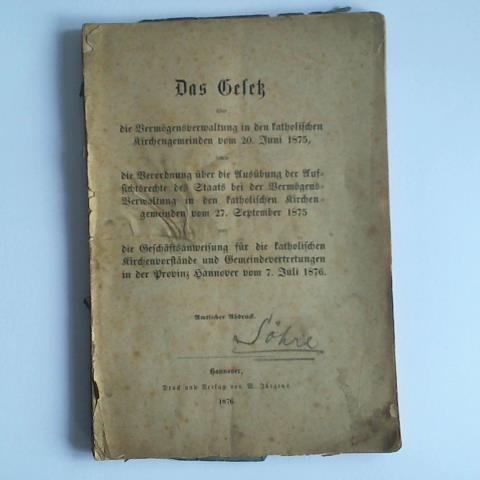 Das Gesetz
über
die Vermögensverwaltung in den katholischen
Kirchengemeinden vom 20. Juni 1875,
die Verordnung über die Ausübung der Auf-
sichtsrechte des Staats bei der Vermögens-
Verwaltung in den katholischen Kirchen-
gemeinden vom 27. September 1875
und
die Geschäftsanweisung für die katholischen
Kirchenvorstände und Gemeindevertretungen
in der Provinz Hannover vom 7. Juli 1876.
Amtlicher Abdruck.
Söhre
Hannover,
Druck und Verlag von W. Jürgens.
1876.